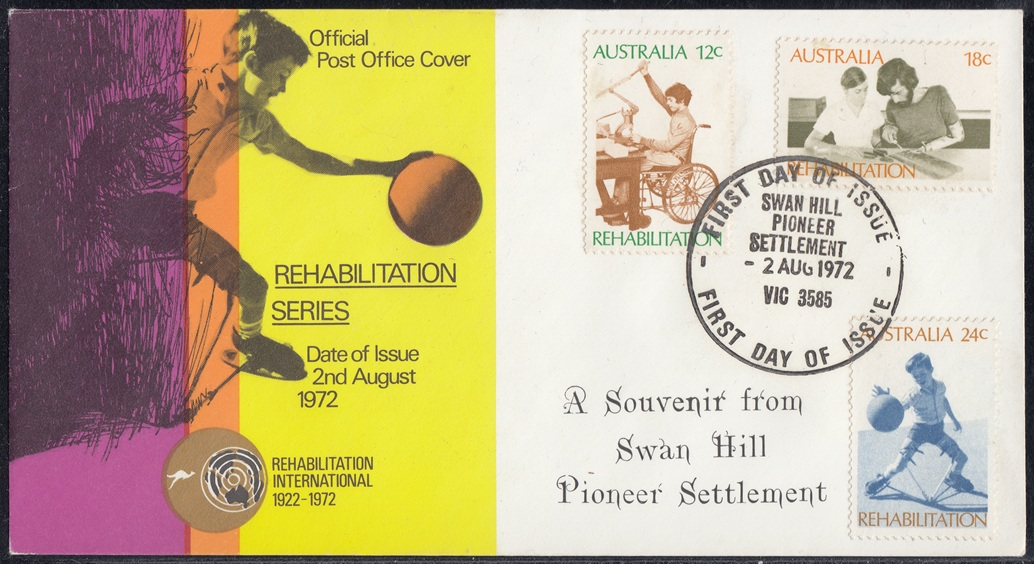 Official
Post Office Cover
REHABILITATION
SERIES
Date of Issue
2nd August
1972
REHABILITATION
INTERNATIONAL
1922-1972
AUSTRALIA 12c
REHABILITATION
AUSTRALIA 18c
REHABILITATION
FIRST DAY OF ISSUE
SWAN HILL
PIONEER
SETTLEMENT
- 2 AUG 1972
VIC 3585
FIRST DAY OF ISSUE
AUSTRALIA 24c
REHABILITATION
A Souvenir from
Swan Hill
Pioneer Settlement